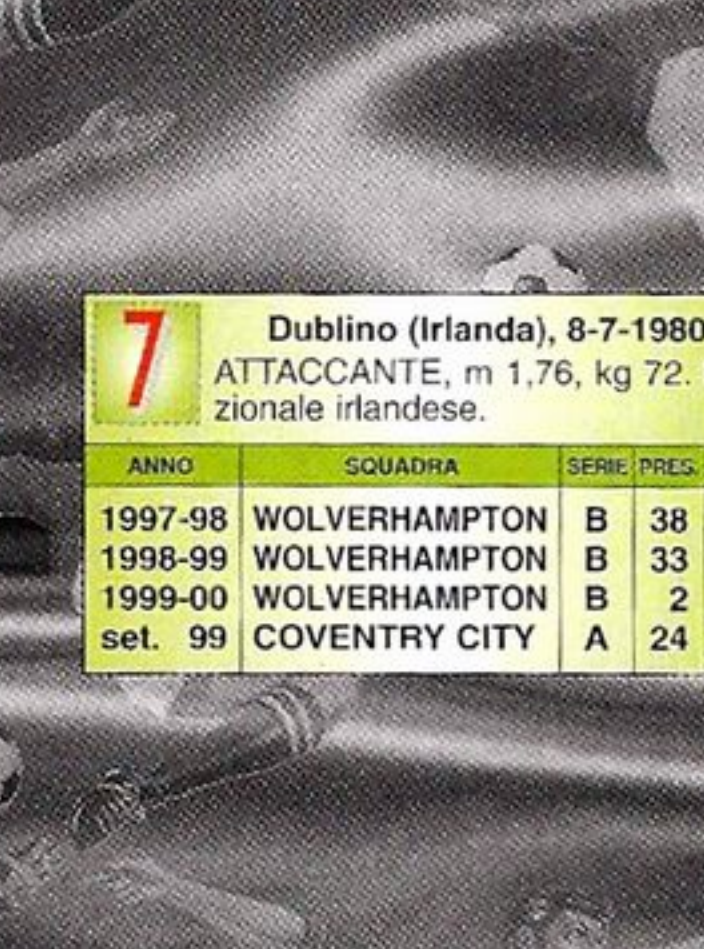 7
Dublino (Irlanda), 8-7-1980
ATTACCANTE, m 1,76, kg 72.
zionale irlandese.
ANNO SQUADRA SERIE PRES.
1997-98 WOLVERHAMPTON B 38
1998-99 WOLVERHAMPTON B 33
1999-00 WOLVERHAMPTON B 2
set. 99 COVENTRY CITY A 24